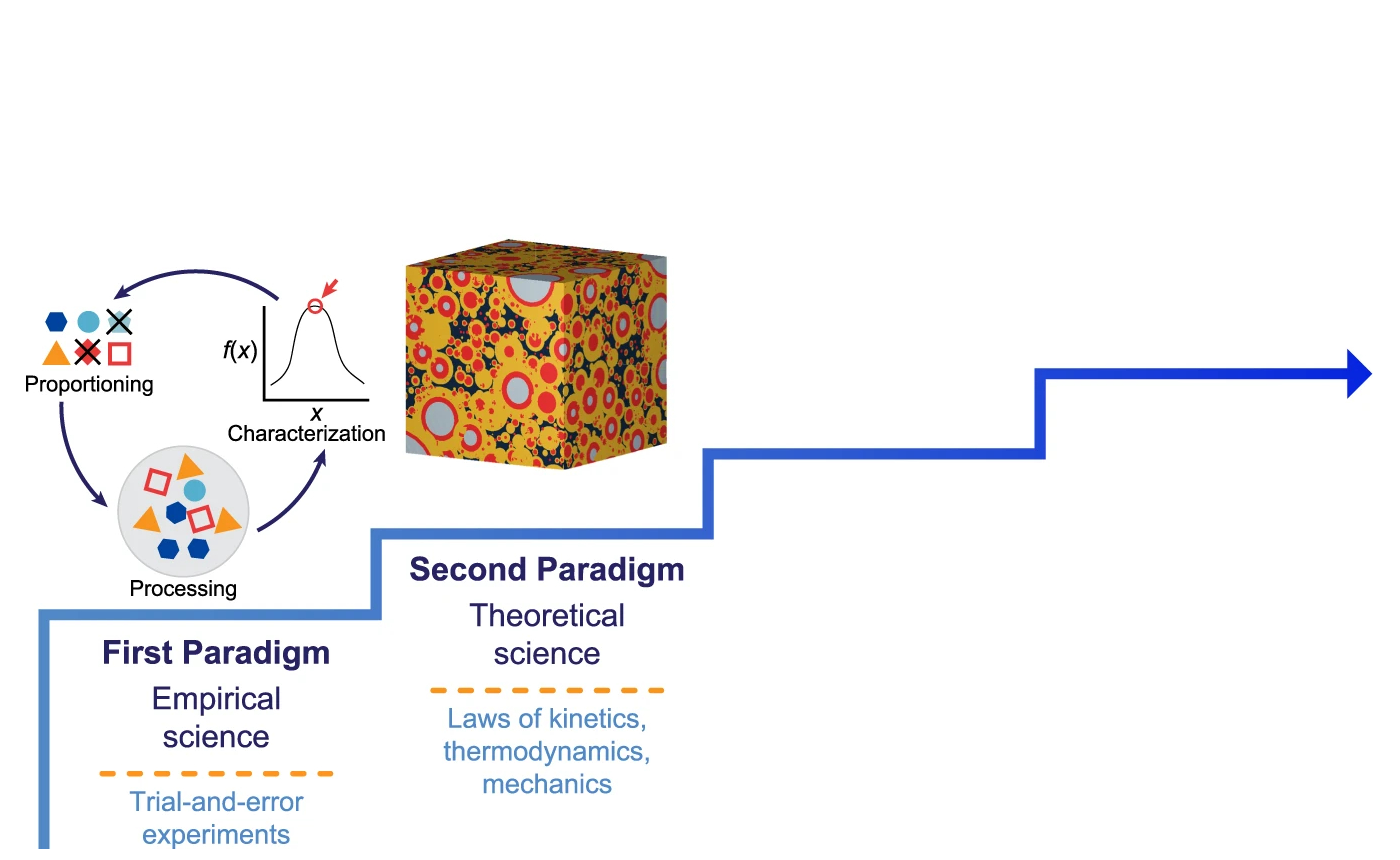 f(x)
x
Proportioning
Characterization
Processing
First Paradigm
Empirical
science
Trial-and-error
experiments
Second Paradigm
Theoretical
science
Laws of kinetics,
thermodynamics,
mechanics